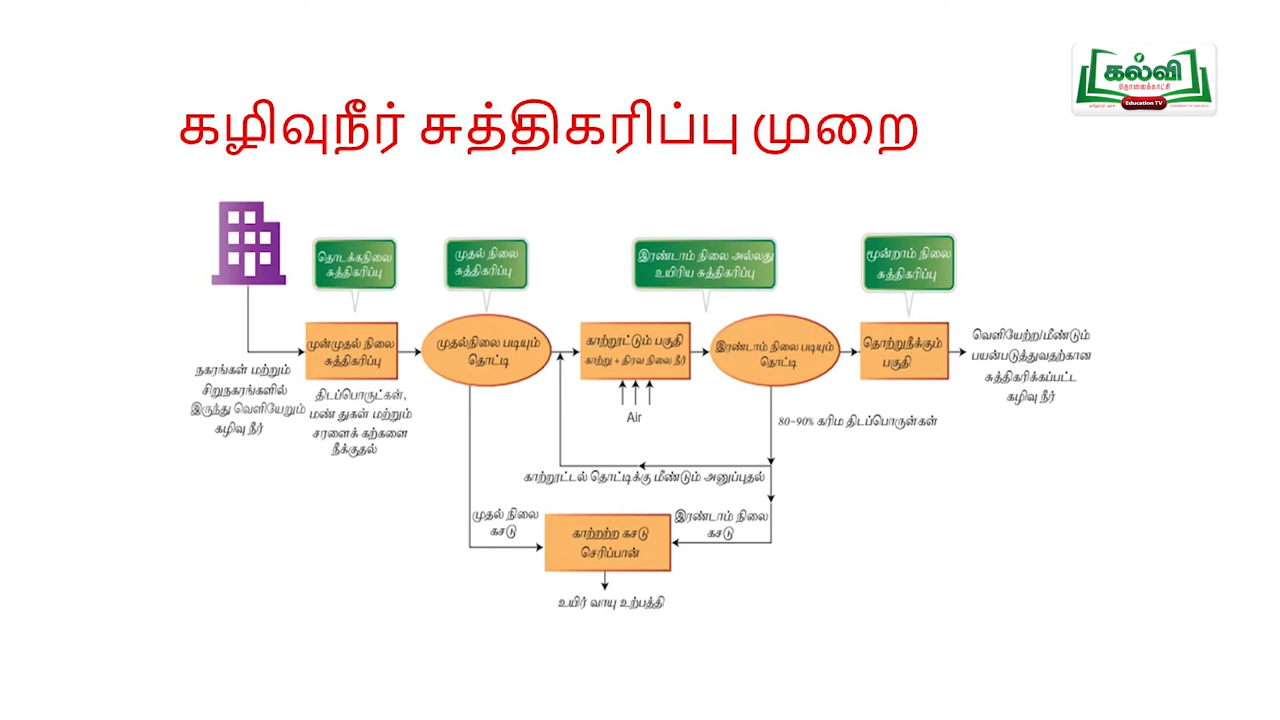 கல்வி
தொலைக்காட்சி
Education TV
கழிவுநீர் சுத்திகரிப்பு முறை
தொடக்கநிலை
சுத்திகரிப்பு
முதல் நிலை
சுத்திகரிப்பு
இரண்டாம் நிலை அல்லது
உயிரிய சுத்திகரிப்பு
மூன்றாம் நிலை
சுத்திகரிப்பு
முன்முதல் நிலை
சுத்திகரிப்பு
முதல்நிலை படியும்
தொட்டி
காற்றூட்டும் பகுதி
காற்று + திரவ நிலை நீர்
இரண்டாம் நிலை படியும்
தொட்டி
தொற்றுநீக்கும்
பகுதி
வெளியேற்ற/மீண்டும்
பயன்படுத்துவதற்கான
சுத்திகரிக்கப்பட்ட
கழிவு நீர்
நகரங்கள் மற்றும்
சிறுநகரங்களில்
இருந்து வெளியேறும்
கழிவு நீர்
திடப்பொருட்கள்,
மண் துகள் மற்றும்
சரளைக் கற்களை
நீக்குதல்
Air
80-90% கரிம திடப்பொருள்கள்
காற்றூட்டல் தொட்டிக்கு மீண்டும் அனுப்புதல்
முதல் நிலை
கசடு
காற்றற்ற கசடு
செரிப்பான்
இரண்டாம் நிலை
கசடு
உயிர் வாயு உற்பத்தி